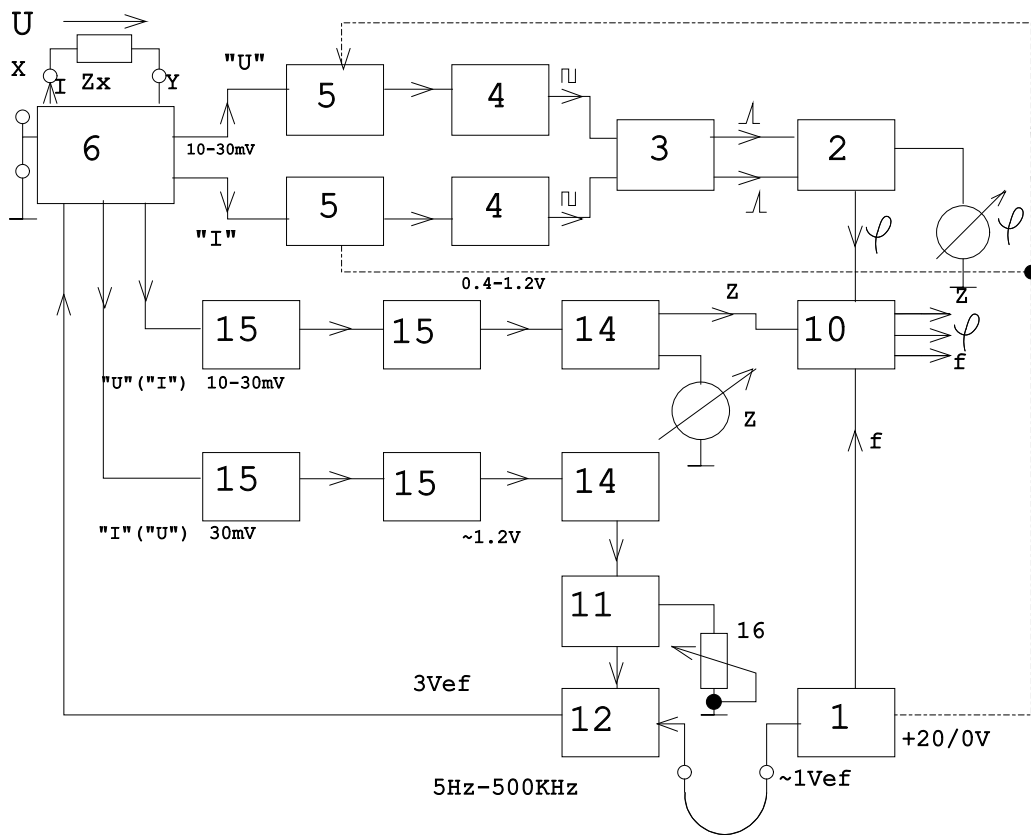 U
X
I
Zx
Y
"U"
5
4
6
10-30mV
3
2
5
4
"I"
φ
φ
0.4-1.2V
Z
Z
15
15
14
10
φ
f
"U"("I") 10-30mV
Z
f
15
15
14
"I"("U") 30mV
~1.2V
11
16
3Vef
12
1
+20/0V
5Hz-500KHz
~1Vef